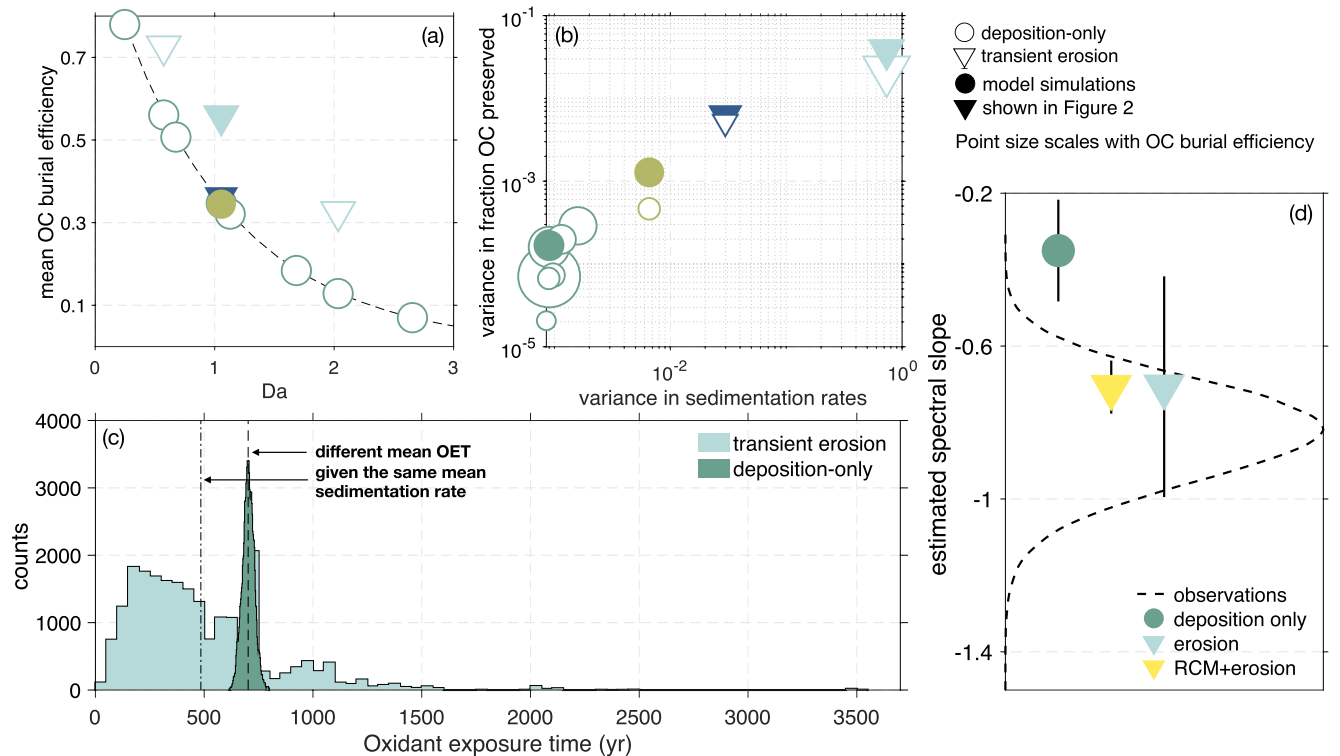 (a)
mean OC burial efficiency
0.7
0.5
0.3
0.1
0
1
2
3
Da
(b)
variance in fraction OC preserved
10^-1
10^-3
10^-5
10^-2
10^0
variance in sedimentation rates
deposition-only
transient erosion
model simulations
shown in Figure 2
Point size scales with OC burial efficiency
(c)
counts
4000
3000
2000
1000
0
different mean OET
given the same mean
sedimentation rate
transient erosion
deposition-only
0
500
1000
1500
2000
2500
3000
3500
Oxidant exposure time (yr)
(d)
estimated spectral slope
-0.2
-0.6
-1
-1.4
observations
deposition only
erosion
RCM+erosion